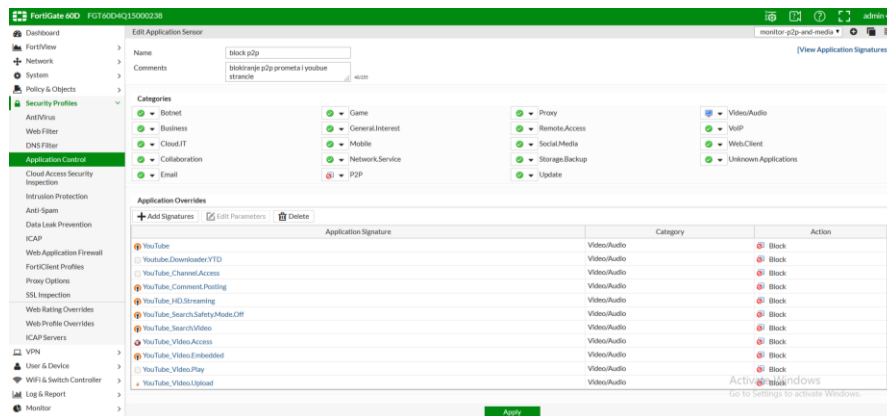 FortiGate 60D FGT60D4Q15000238 admin
Dashboard
FortiView
Network
System
Policy & Objects
Security Profiles
AntiVirus
Web Filter
DNS Filter
Application Control
Cloud Access Security
Inspection
Intrusion Protection
Anti-Spam
Data Leak Prevention
ICAP
Web Application Firewall
FortiClient Profiles
Proxy Options
SSL Inspection
Web Rating Overrides
Web Profile Overrides
ICAP Servers
VPN
User & Device
WiFi & Switch Controller
Log & Report
Monitor
Edit Application Sensor monitor-p2p-and-media
[View Application Signatures
Name block p2p
Comments blokiranje p2p prometa i youbue
strancie
Categories
Botnet Game Proxy Video/Audio
Business General.Interest Remote.Access VoIP
Cloud.IT Mobile Social.Media Web.Client
Collaboration Network.Service Storage.Backup Unknown Applications
Email P2P Update
Application Overrides
Add Signatures Edit Parameters Delete
Application Signature Category Action
YouTube Video/Audio Block
Youtube.Downloader.YTD Video/Audio Block
YouTube_Channel.Access Video/Audio Block
YouTube_Comment.Posting Video/Audio Block
YouTube_HD.Streaming Video/Audio Block
YouTube_Search.Safety.Mode.Off Video/Audio Block
YouTube_Search.Video Video/Audio Block
YouTube_Video.Access Video/Audio Block
YouTube_Video.Embedded Video/Audio Block
YouTube_Video.Play Video/Audio Block
YouTube_Video.Upload Video/Audio Block
Activate Windows
Go to Settings to activate Windows.
Apply